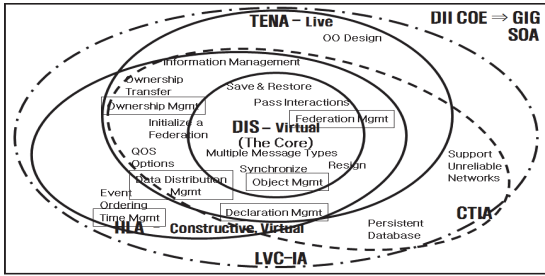 TENA - Live
DII COE ⇒ GIG
SOA
OO Design
Information Management
Ownership
Transfer
Ownership Mgmt
Save & Restore
Pass Interactions
Federation Mgmt
Initialize a
Federation
DIS - Virtual
(The Core)
QOS
Options
Multiple Message Types
Resign
Synchronize
Object Mgmt
Data Distribution
Mgmt
Support
Unreliable
Networks
Event
Ordering
Time Mgmt
Declaration Mgmt
HLA - Constructive, Virtual
Persistent
Database
CTIA
LVC-IA